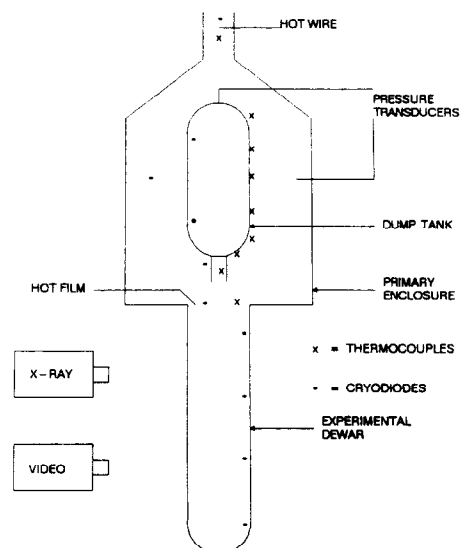 HOT WIRE
PRESSURE
TRANSDUCERS
DUMP TANK
HOT FILM
PRIMARY
ENCLOSURE
x = THERMOCOUPLES
X-RAY
- = CRYODIODES
EXPERIMENTAL
DEWAR
VIDEO